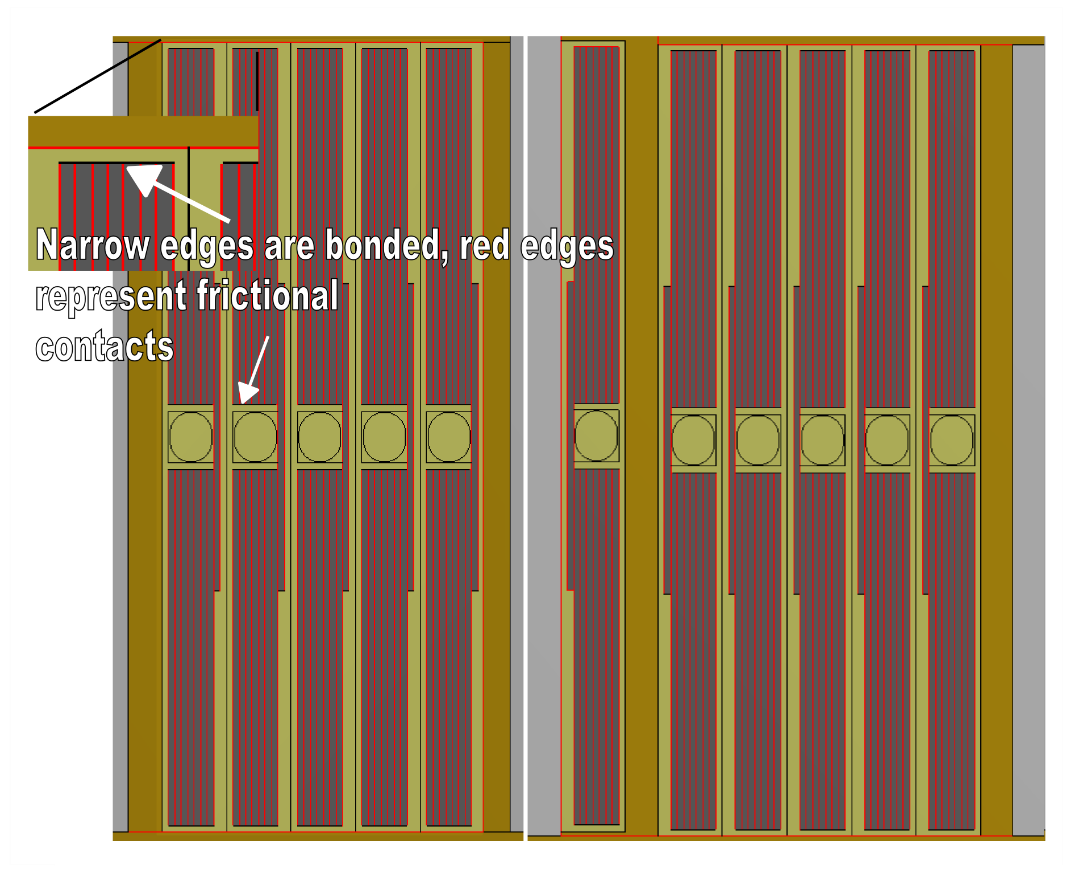 Narrow edges are bonded, red edges
represent frictional
contacts